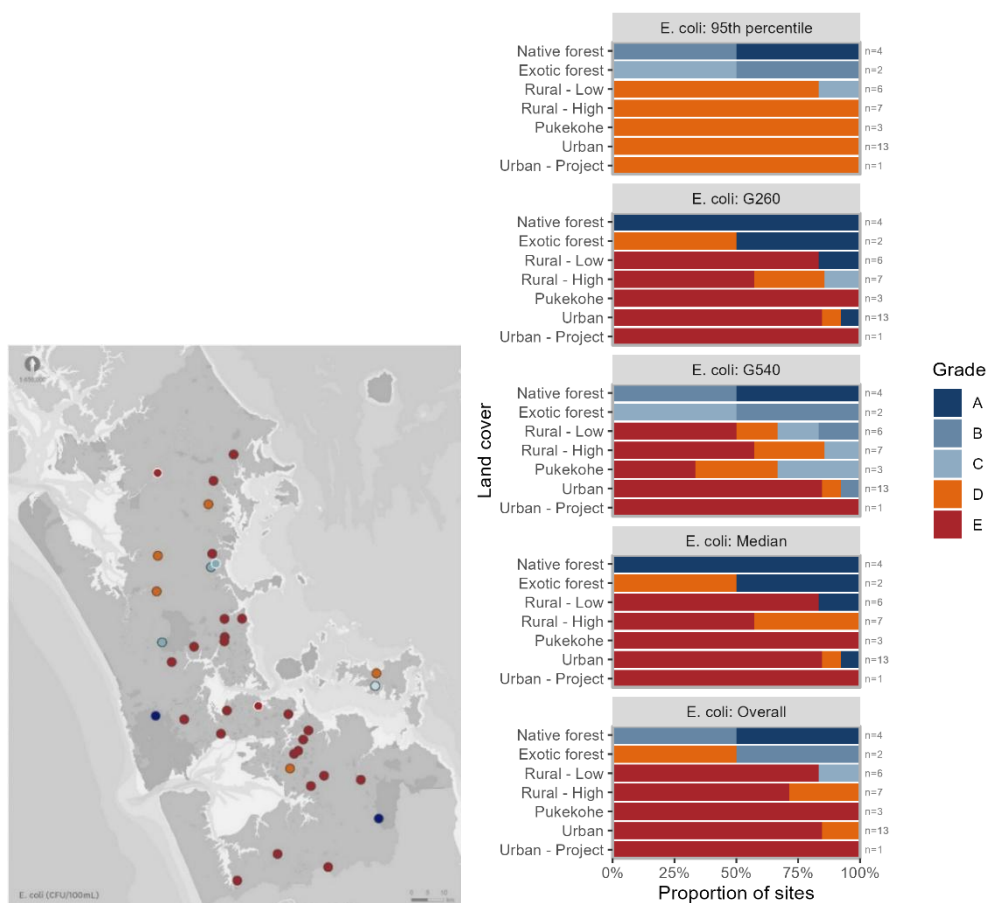 E. coli: 95th percentile
Native forest n=4
Exotic forest n=2
Rural - Low n=6
Rural - High n=7
Pukekohe n=3
Urban n=13
Urban - Project n=1
E. coli: G260
Native forest n=4
Exotic forest n=2
Rural - Low n=6
Rural - High n=7
Pukekohe n=3
Urban n=13
Urban - Project n=1
E. coli: G540
Native forest n=4
Exotic forest n=2
Rural - Low n=6
Rural - High n=7
Pukekohe n=3
Urban n=13
Urban - Project n=1
E. coli: Median
Native forest n=4
Exotic forest n=2
Rural - Low n=6
Rural - High n=7
Pukekohe n=3
Urban n=13
Urban - Project n=1
E. coli: Overall
Native forest n=4
Exotic forest n=2
Rural - Low n=6
Rural - High n=7
Pukekohe n=3
Urban n=13
Urban - Project n=1
0% 25% 50% 75% 100%
Proportion of sites
Land cover
Grade
A
B
C
D
E
E. coli (CFU/100mL)